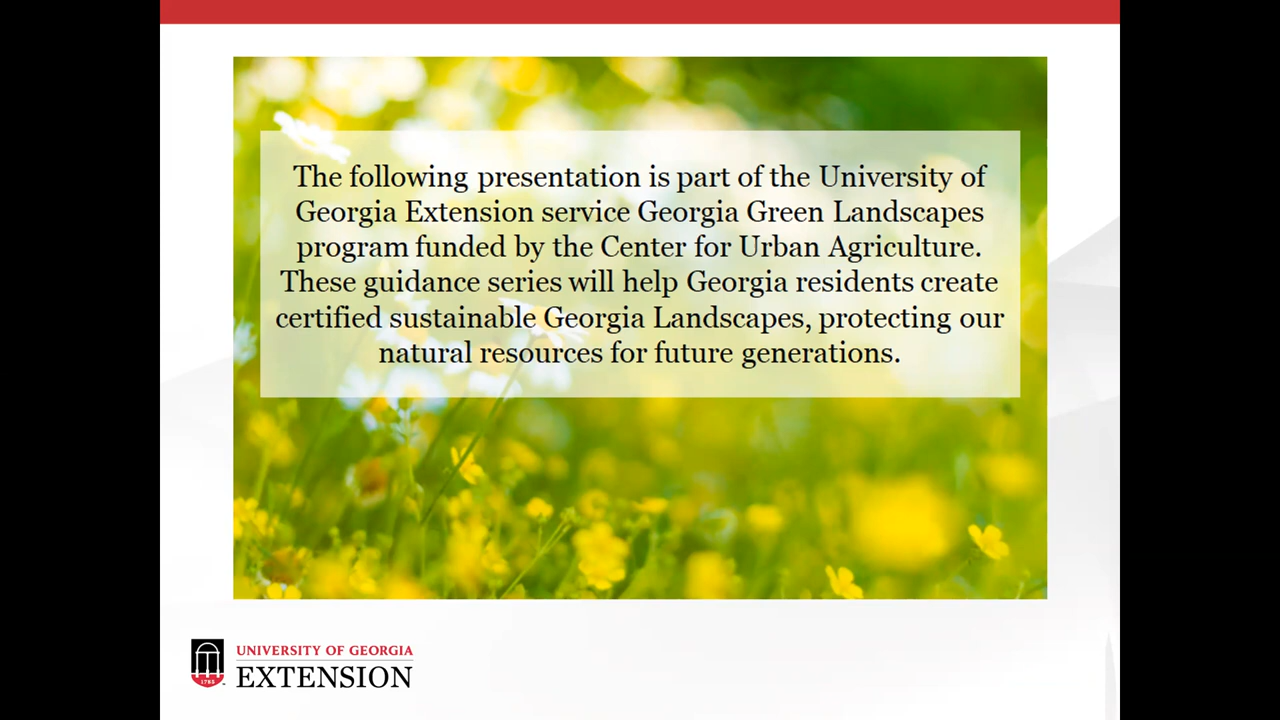 The following presentation is part of the University of
Georgia Extension service Georgia Green Landscapes
program funded by the Center for Urban Agriculture.
These guidance series will help Georgia residents create
certified sustainable Georgia Landscapes, protecting our
natural resources for future generations.
1785
UNIVERSITY OF GEORGIA
EXTENSION